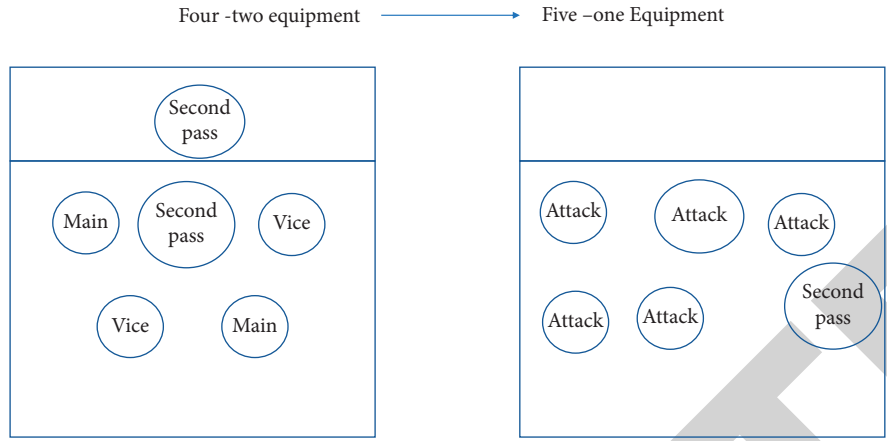 Four -two equipment
Five –one Equipment
Second
pass
Main
Second
pass
Vice
Vice
Main
Attack
Attack
Attack
Attack
Attack
Second
pass